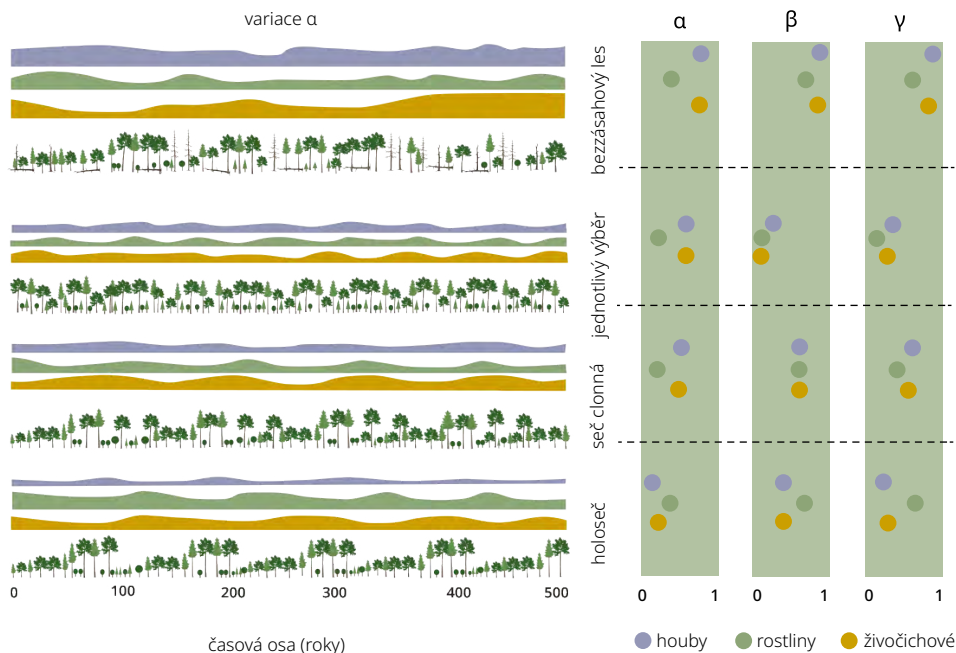 variace α
α
β
γ
bezzásahový les
jednotlivý výběr
seč clonná
holoseč
0
100
200
300
400
500
časová osa (roky)
0 1
0 1
0 1
houby
rostliny
živočichové